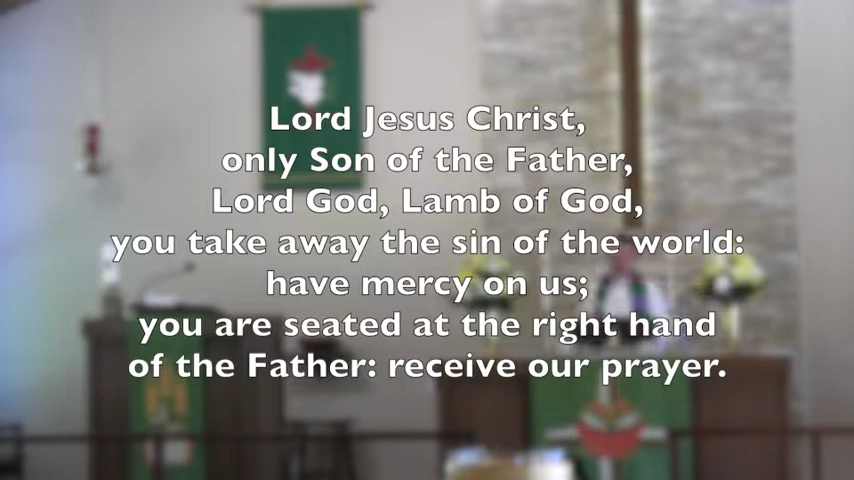 Lord Jesus Christ,
only Son of the Father,
Lord God, Lamb of God,
you take away the sin of the world:
have mercy on us;
you are seated at the right hand
of the Father: receive our prayer.